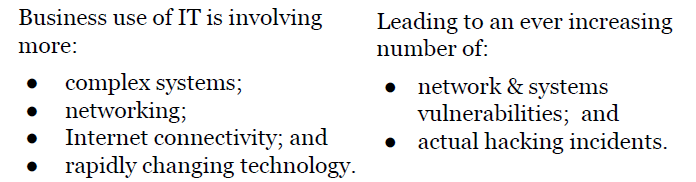 Business use of IT is involving
more:
● complex systems;
● networking;
● Internet connectivity; and
● rapidly changing technology.
Leading to an ever increasing
number of:
● network & systems
vulnerabilities; and
● actual hacking incidents.